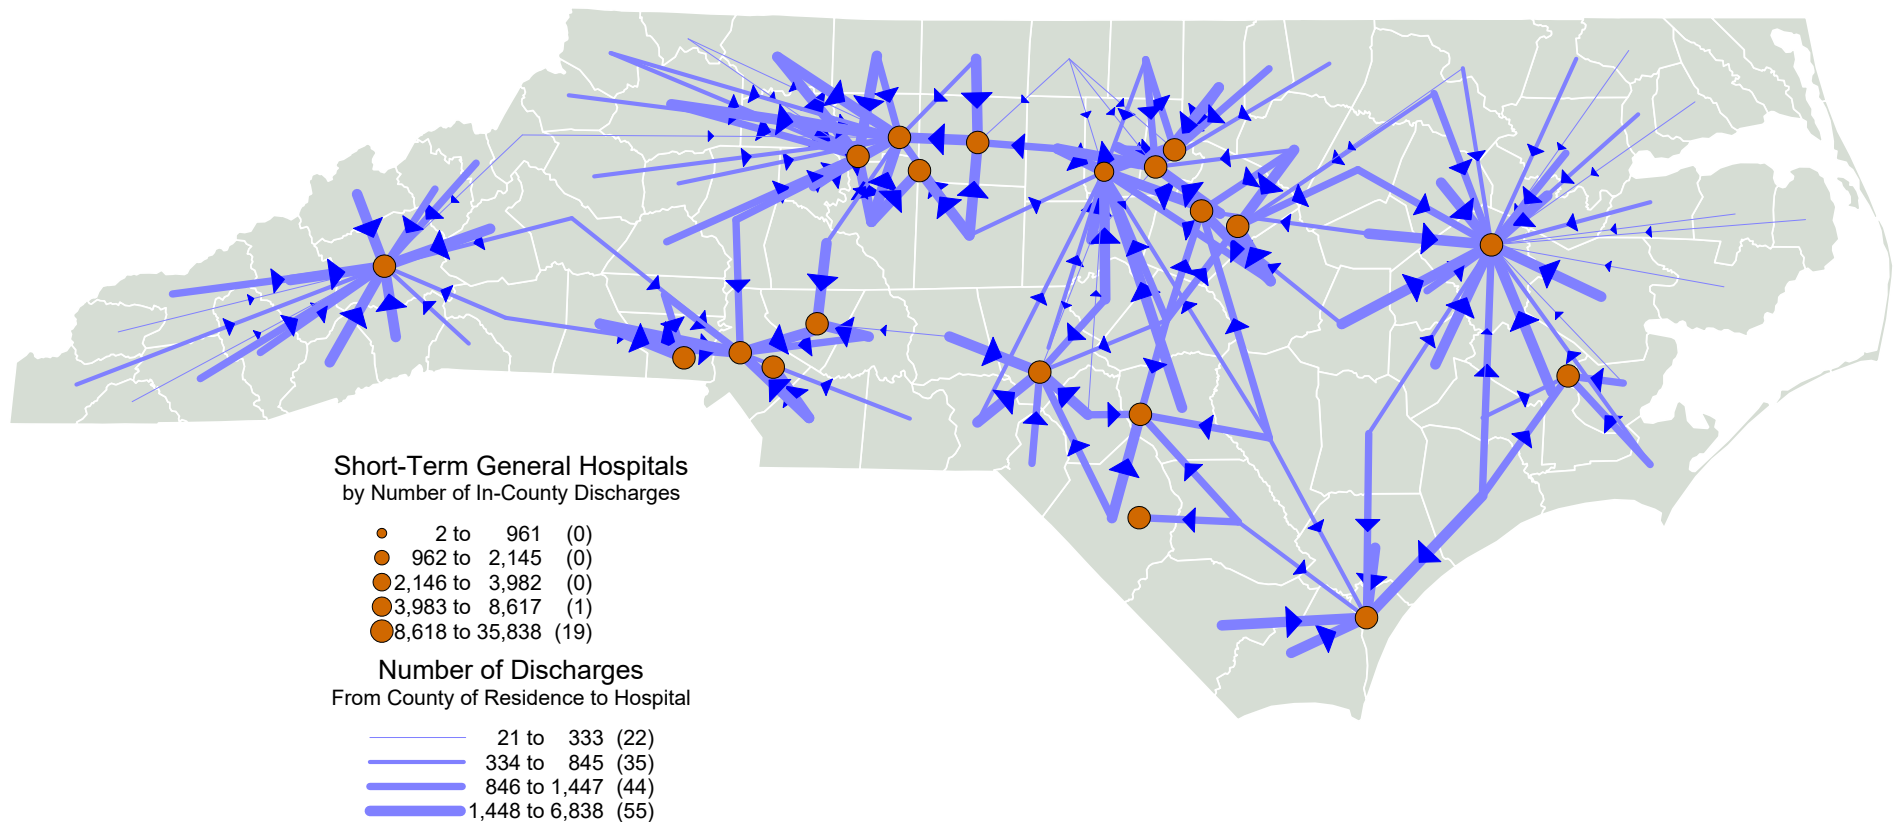 Short-Term General Hospitals
by Number of In-County Discharges
2 to 961 (0)
962 to 2,145 (0)
2,146 to 3,982 (0)
3,983 to 8,617 (1)
8,618 to 35,838 (19)
Number of Discharges
From County of Residence to Hospital
21 to 333 (22)
334 to 845 (35)
846 to 1,447 (44)
1,448 to 6,838 (55)